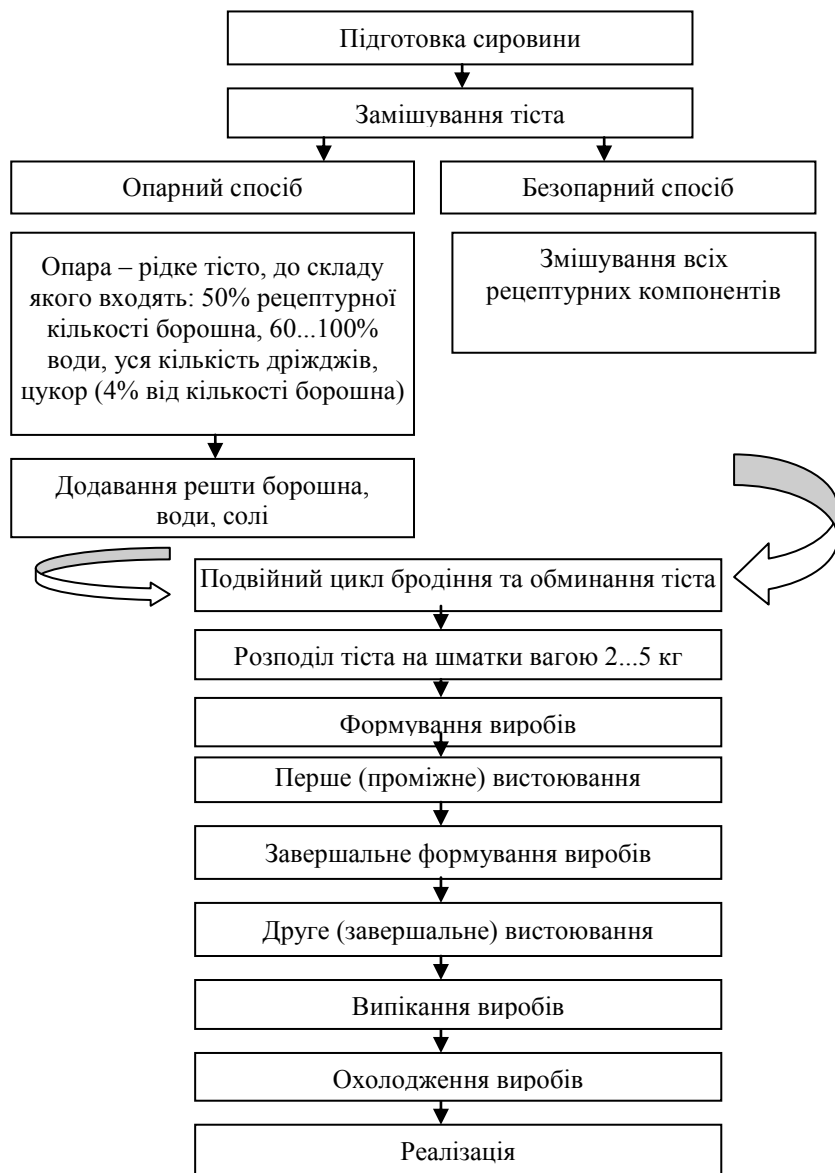 Підготовка сировини
Замішування тіста
Опарний спосіб
Безопарний спосіб
Опара – рідке тісто, до складу
якого входять: 50% рецептурної
кількості борошна, 60...100%
води, уся кількість дріжджів,
цукор (4% від кількості борошна)
Змішування всіх
рецептурних компонентів
Додавання решти борошна,
води, солі
Подвійний цикл бродіння та обминання тіста
Розподіл тіста на шматки вагою 2...5 кг
Формування виробів
Перше (проміжне) вистоювання
Завершальне формування виробів
Друге (завершальне) вистоювання
Випікання виробів
Охолодження виробів
Реалізація